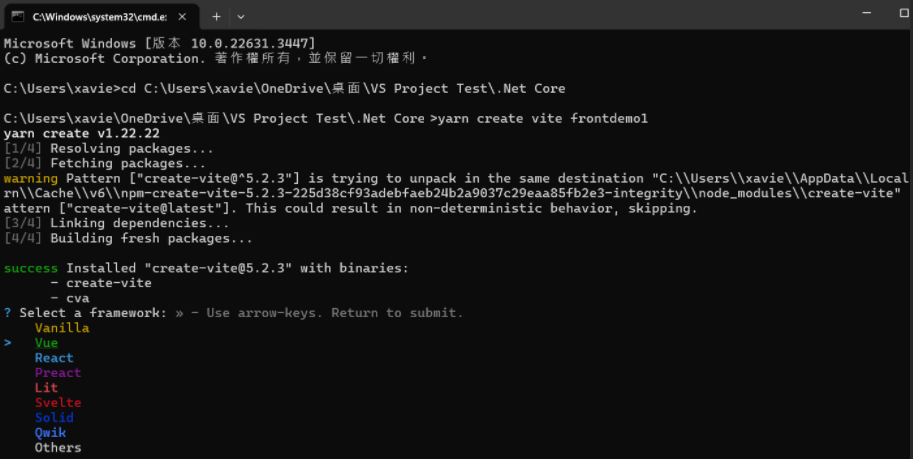 C:\Windows\system32\cmd.e:
Microsoft Windows [版本 10.0.22631.3447]
(c) Microsoft Corporation. 著作權所有，並保留一切權利。
C:\Users\xavie>cd C:\Users\xavie\OneDrive\桌面\VS Project Test\.Net Core
C:\Users\xavie\OneDrive\桌面\VS Project Test\.Net Core >yarn create vite frontdemo1
yarn create v1.22.22
[1/4] Resolving packages...
[2/4] Fetching packages...
warning Pattern ["create-vite@^5.2.3"] is trying to unpack in the same destination "C:\\Users\\xavie\\AppData\\Local
rn\\Cache\\v6\\npm-create-vite-5.2.3-225d38cf93adebfaeb24b2a9037c29eaa85fb2e3-integrity\\node_modules\\create-vite"
attern ["create-vite@latest"]. This could result in non-deterministic behavior, skipping.
[3/4] Linking dependencies...
[4/4] Building fresh packages...
success Installed "create-vite@5.2.3" with binaries:
- create-vite
- cva
? Select a framework: » - Use arrow-keys. Return to submit.
Vanilla
> Vue
React
Preact
Lit
Svelte
Solid
Qwik
Others